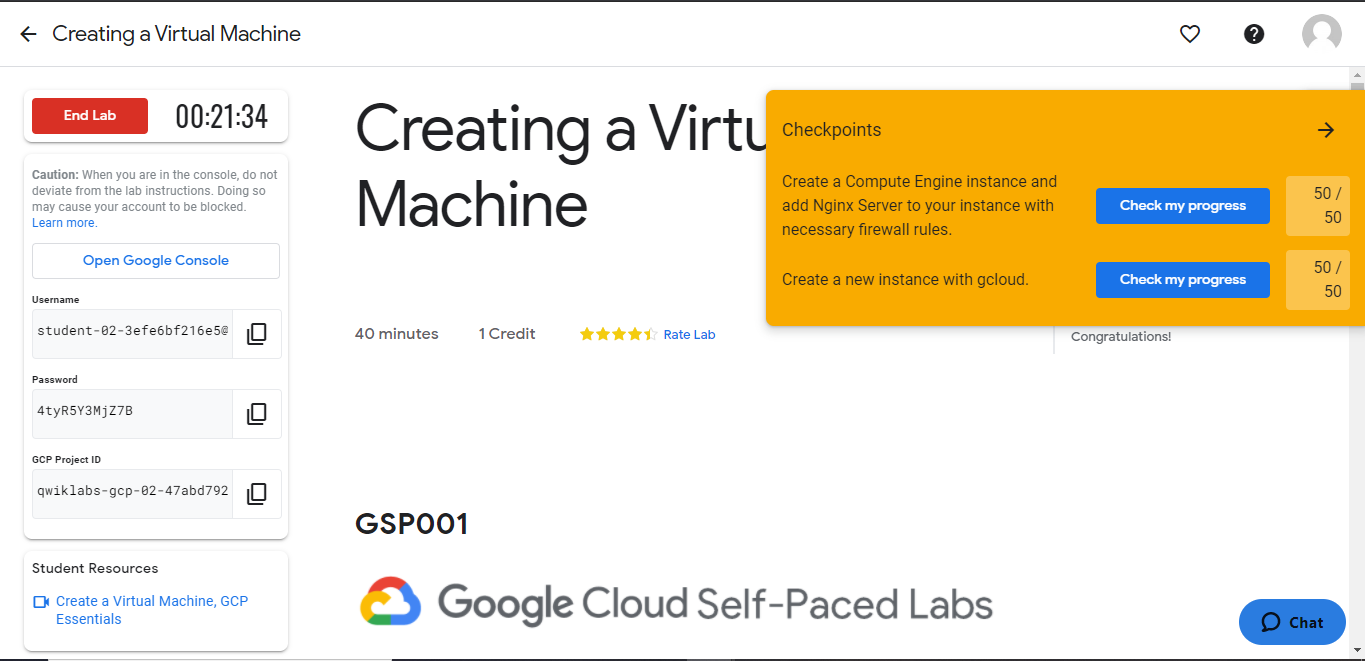 Creating a Virtual Machine
End Lab
00:21:34
Caution: When you are in the console, do not
deviate from the lab instructions. Doing so
may cause your account to be blocked.
Learn more.
Open Google Console
Username
student-02-3efe6bf216e5@
Password
4tyR5Y3MjZ7B
GCP Project ID
qwiklabs-gcp-02-47abd792
Student Resources
Create a Virtual Machine, GCP
Essentials
Creating a Virtu
Machine
40 minutes
1 Credit
Rate Lab
Checkpoints
Create a Compute Engine instance and
add Nginx Server to your instance with
necessary firewall rules.
Check my progress
50 /
50
Create a new instance with gcloud.
Check my progress
50 /
50
Congratulations!
GSP001
Google Cloud Self-Paced Labs
Chat